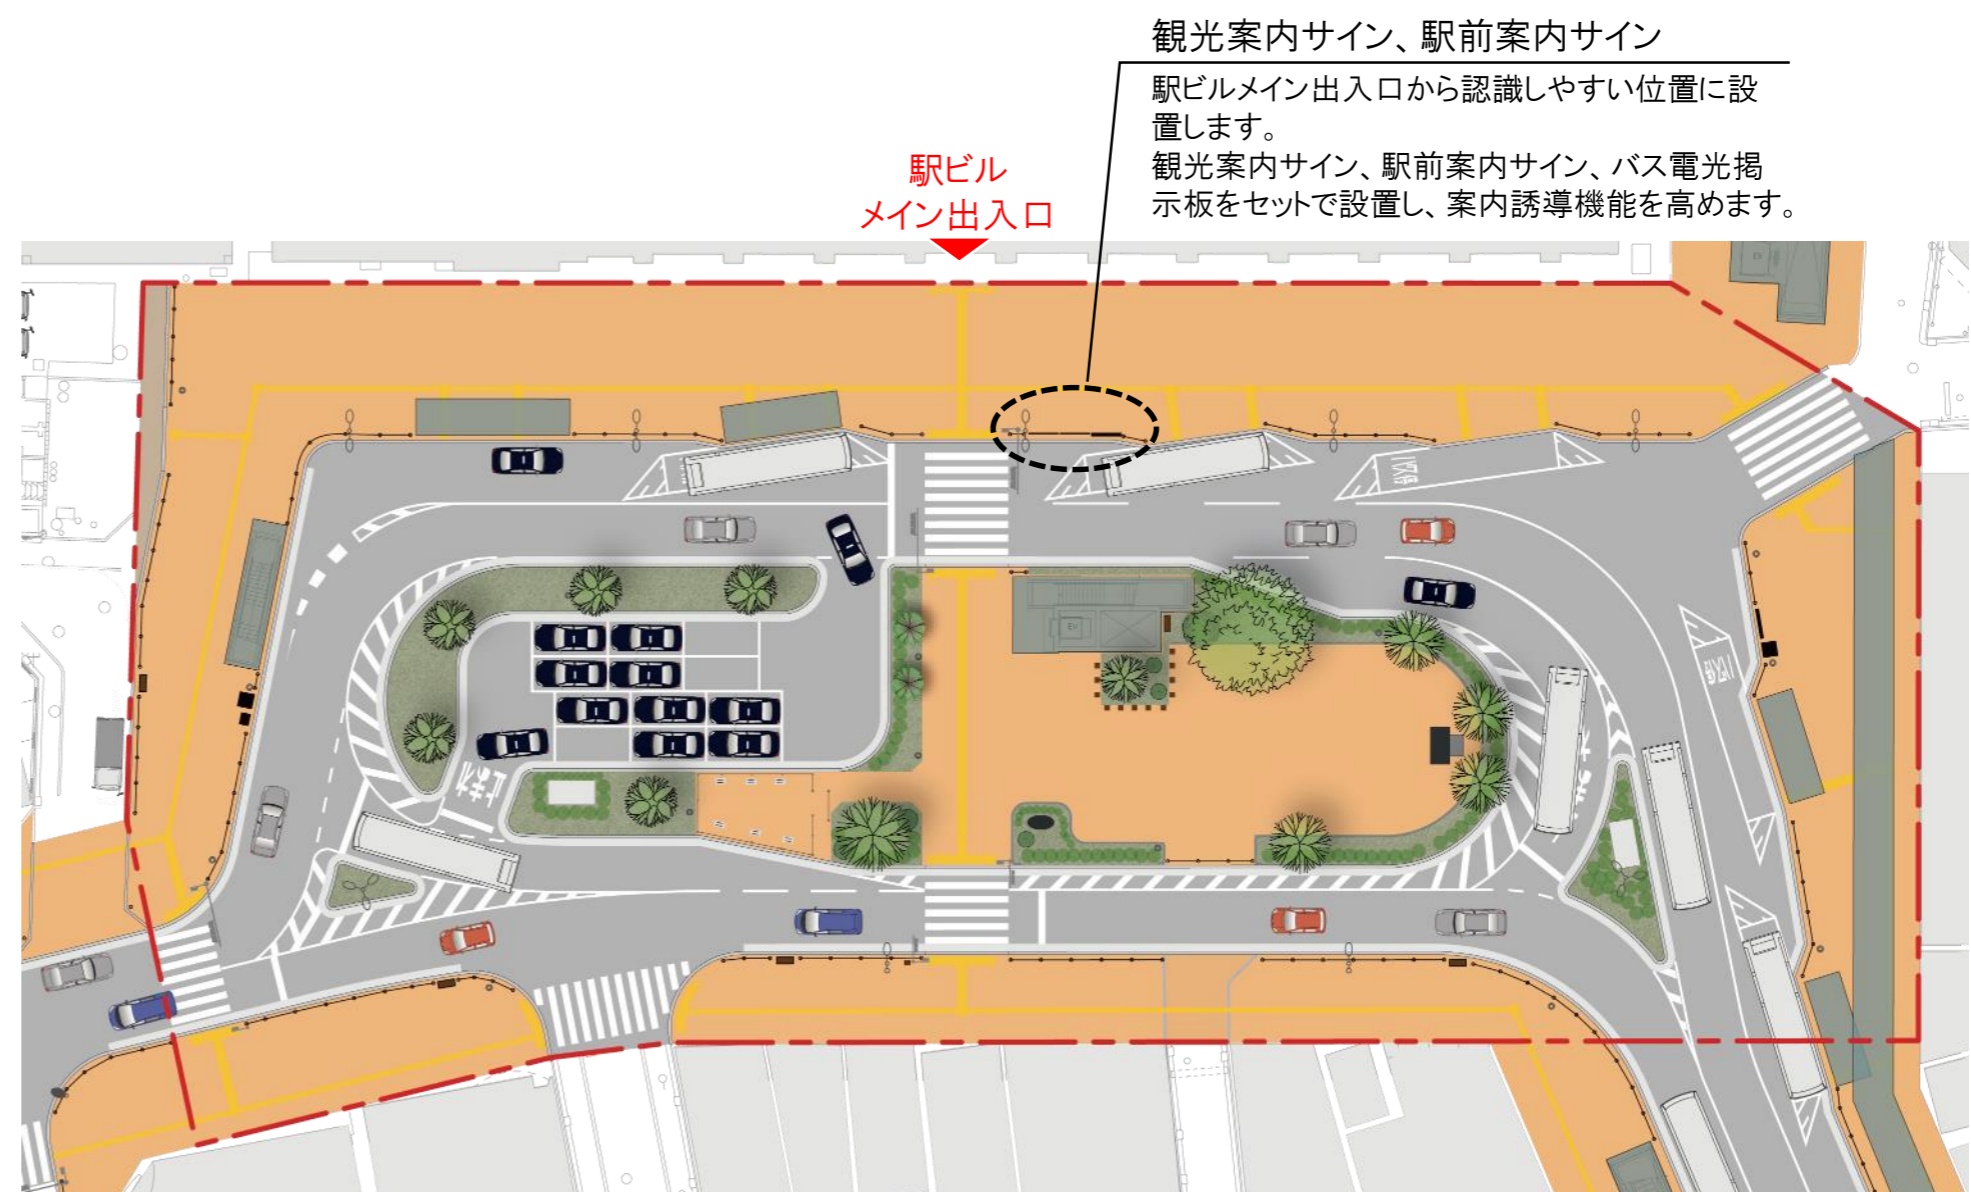 観光案内サイン、駅前案内サイン
駅ビルメイン出入口から認識しやすい位置に設
置します。
観光案内サイン、駅前案内サイン、バス電光掲
示板をセットで設置し、案内誘導機能を高めます。
駅ビル
メイン出入口